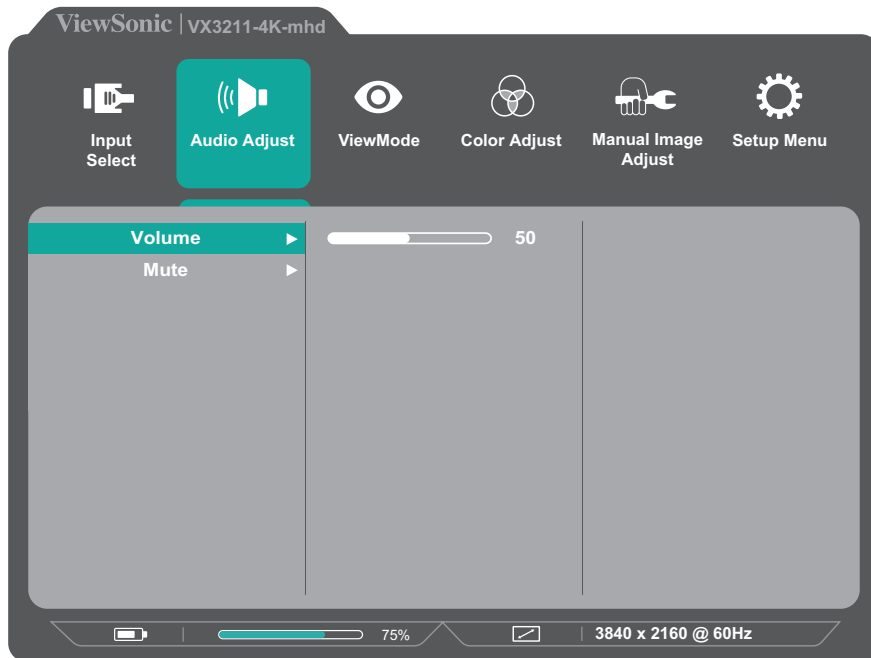 ViewSonic | VX3211-4K-mhd
Input Select
Audio Adjust
ViewMode
Color Adjust
Manual Image Adjust
Setup Menu
Volume
50
Mute
75%
3840 x 2160 @ 60Hz